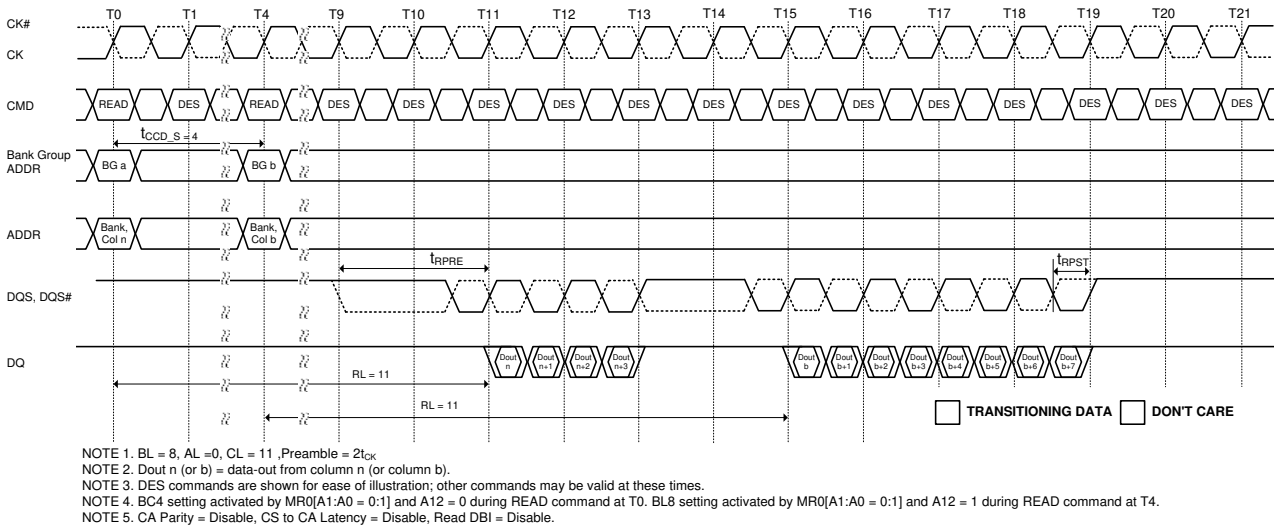 T0 T1 T4 T9 T10 T11 T12 T13 T14 T15 T16 T17 T18 T19 T20 T21
CK#
CK
CMD
READ DES READ DES DES DES DES DES DES DES DES DES DES DES DES DES
tCCD_S = 4
Bank Group
ADDR
BG a BG b
ADDR
Bank, Bank,
Col n Col b
tRPRE tRPST
DQS, DQS#
DQ
Dout Dout Dout Dout Dout Dout Dout Dout Dout Dout Dout Dout
n n+1 n+2 n+3 b b+1 b+2 b+3 b+4 b+5 b+6 b+7
RL = 11
RL = 11
TRANSITIONING DATA DON'T CARE
NOTE 1. BL = 8, AL =0, CL = 11 ,Preamble = 2tCK
NOTE 2. Dout n (or b) = data-out from column n (or column b).
NOTE 3. DES commands are shown for ease of illustration; other commands may be valid at these times.
NOTE 4. BC4 setting activated by MR0[A1:A0 = 0:1] and A12 = 0 during READ command at T0. BL8 setting activated by MR0[A1:A0 = 0:1] and A12 = 1 during READ command at T4.
NOTE 5. CA Parity = Disable, CS to CA Latency = Disable, Read DBI = Disable.